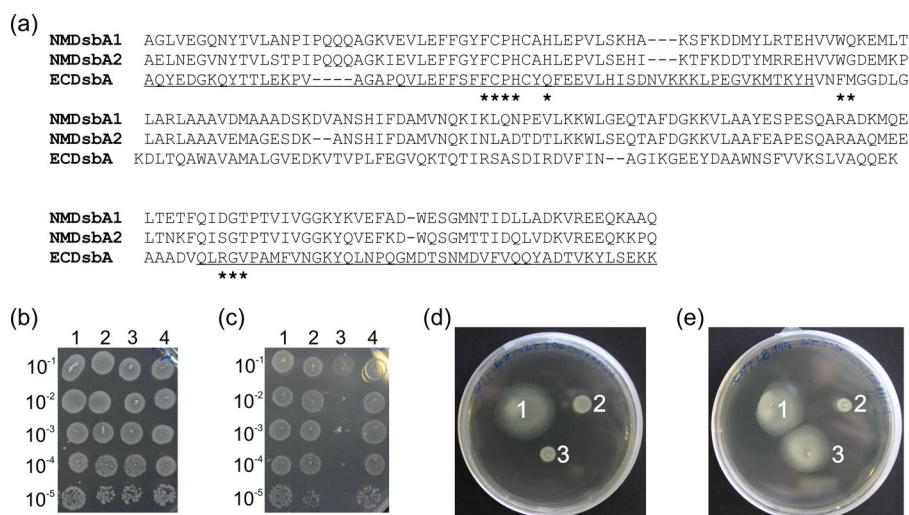 (a)
NMDsbA1 AGLVEGQNYTVLANPIPQQQAGKVEVLEFFGYFCPHCAHLEPVLSKHA---KSFKDDMYLRTEHVVWQKEMLT
NMDsbA2 AELNEGVNYTVLSTPIPQQQAGKVEVLEFFGYFCPHCAHLEPVLSEHI---KTFKDDTYMRREHVVWGDEMKP
ECDsbA AQYEDGKQYTTLEKPV----AGAPQVLEFFSFFCPHCYQFEEVLHISDNVKKKLPEGVKMTKYHVNFMGGDLG
**** * **
NMDsbA1 LARLAAAVDMAAADSKDVANSHIFDAMVNQKIKLQNPEVLKKWLGEQTAFDGKKVLAAYESPESQARADKMQEE
NMDsbA2 LARLAAAVEMAGESDK--ANSHIFDAMVNQKINLADTDTLKKWLSEQTAFDGKKVLAAFEAPESQARAAQMEE
ECDsbA KDLTQAWAVAMALGVEDKVTVPLFEGVQKTQTIRSASDIRDVFIN--AGIKGEEYDAAWNSFVVKSLVAQQEK
NMDsbA1 LTETFQIDGTPTVIVGGKYKVEFAD-WESGMNTIDLLADKVREEQKAAQ
NMDsbA2 LTNKFQISGTPTVIVGGKYQVEFKD-WQSGMTTIDQLVDKVREEQKKPQ
ECDsbA AAADVQLRGVPAMFVNGKYQLNPQGMDTSNMDVFVQQYADTVKYLSEKK
***
(b) (c) (d) (e)
1 2 3 4
1 2 3 4
10-1
10-2
10-3
10-4
10-5
10-1
10-2
10-3
10-4
10-5
1 2
3
1 2
3